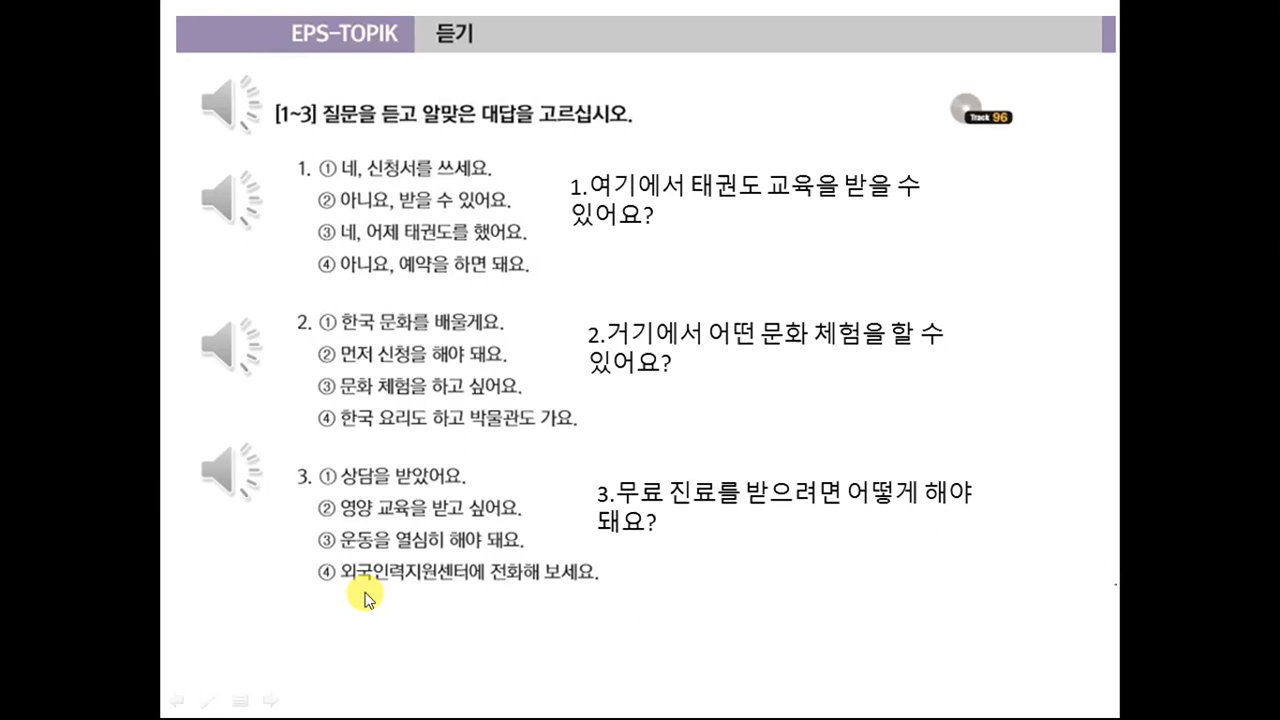 EPS-TOPIK 듣기
[1~3] 질문을 듣고 알맞은 대답을 고르십시오.
Track 96
1. ① 네, 신청서를 쓰세요.
② 아니요, 받을 수 있어요.
③ 네, 어제 태권도를 했어요.
④ 아니요, 예약을 하면 돼요.
1.여기에서 태권도 교육을 받을 수
있어요?
2. ① 한국 문화를 배울게요.
② 먼저 신청을 해야 돼요.
③ 문화 체험을 하고 싶어요.
④ 한국 요리도 하고 박물관도 가요.
2.거기에서 어떤 문화 체험을 할 수
있어요?
3. ① 상담을 받았어요.
② 영양 교육을 받고 싶어요.
③ 운동을 열심히 해야 돼요.
④ 외국인력지원센터에 전화해 보세요.
3.무료 진료를 받으려면 어떻게 해야
돼요?